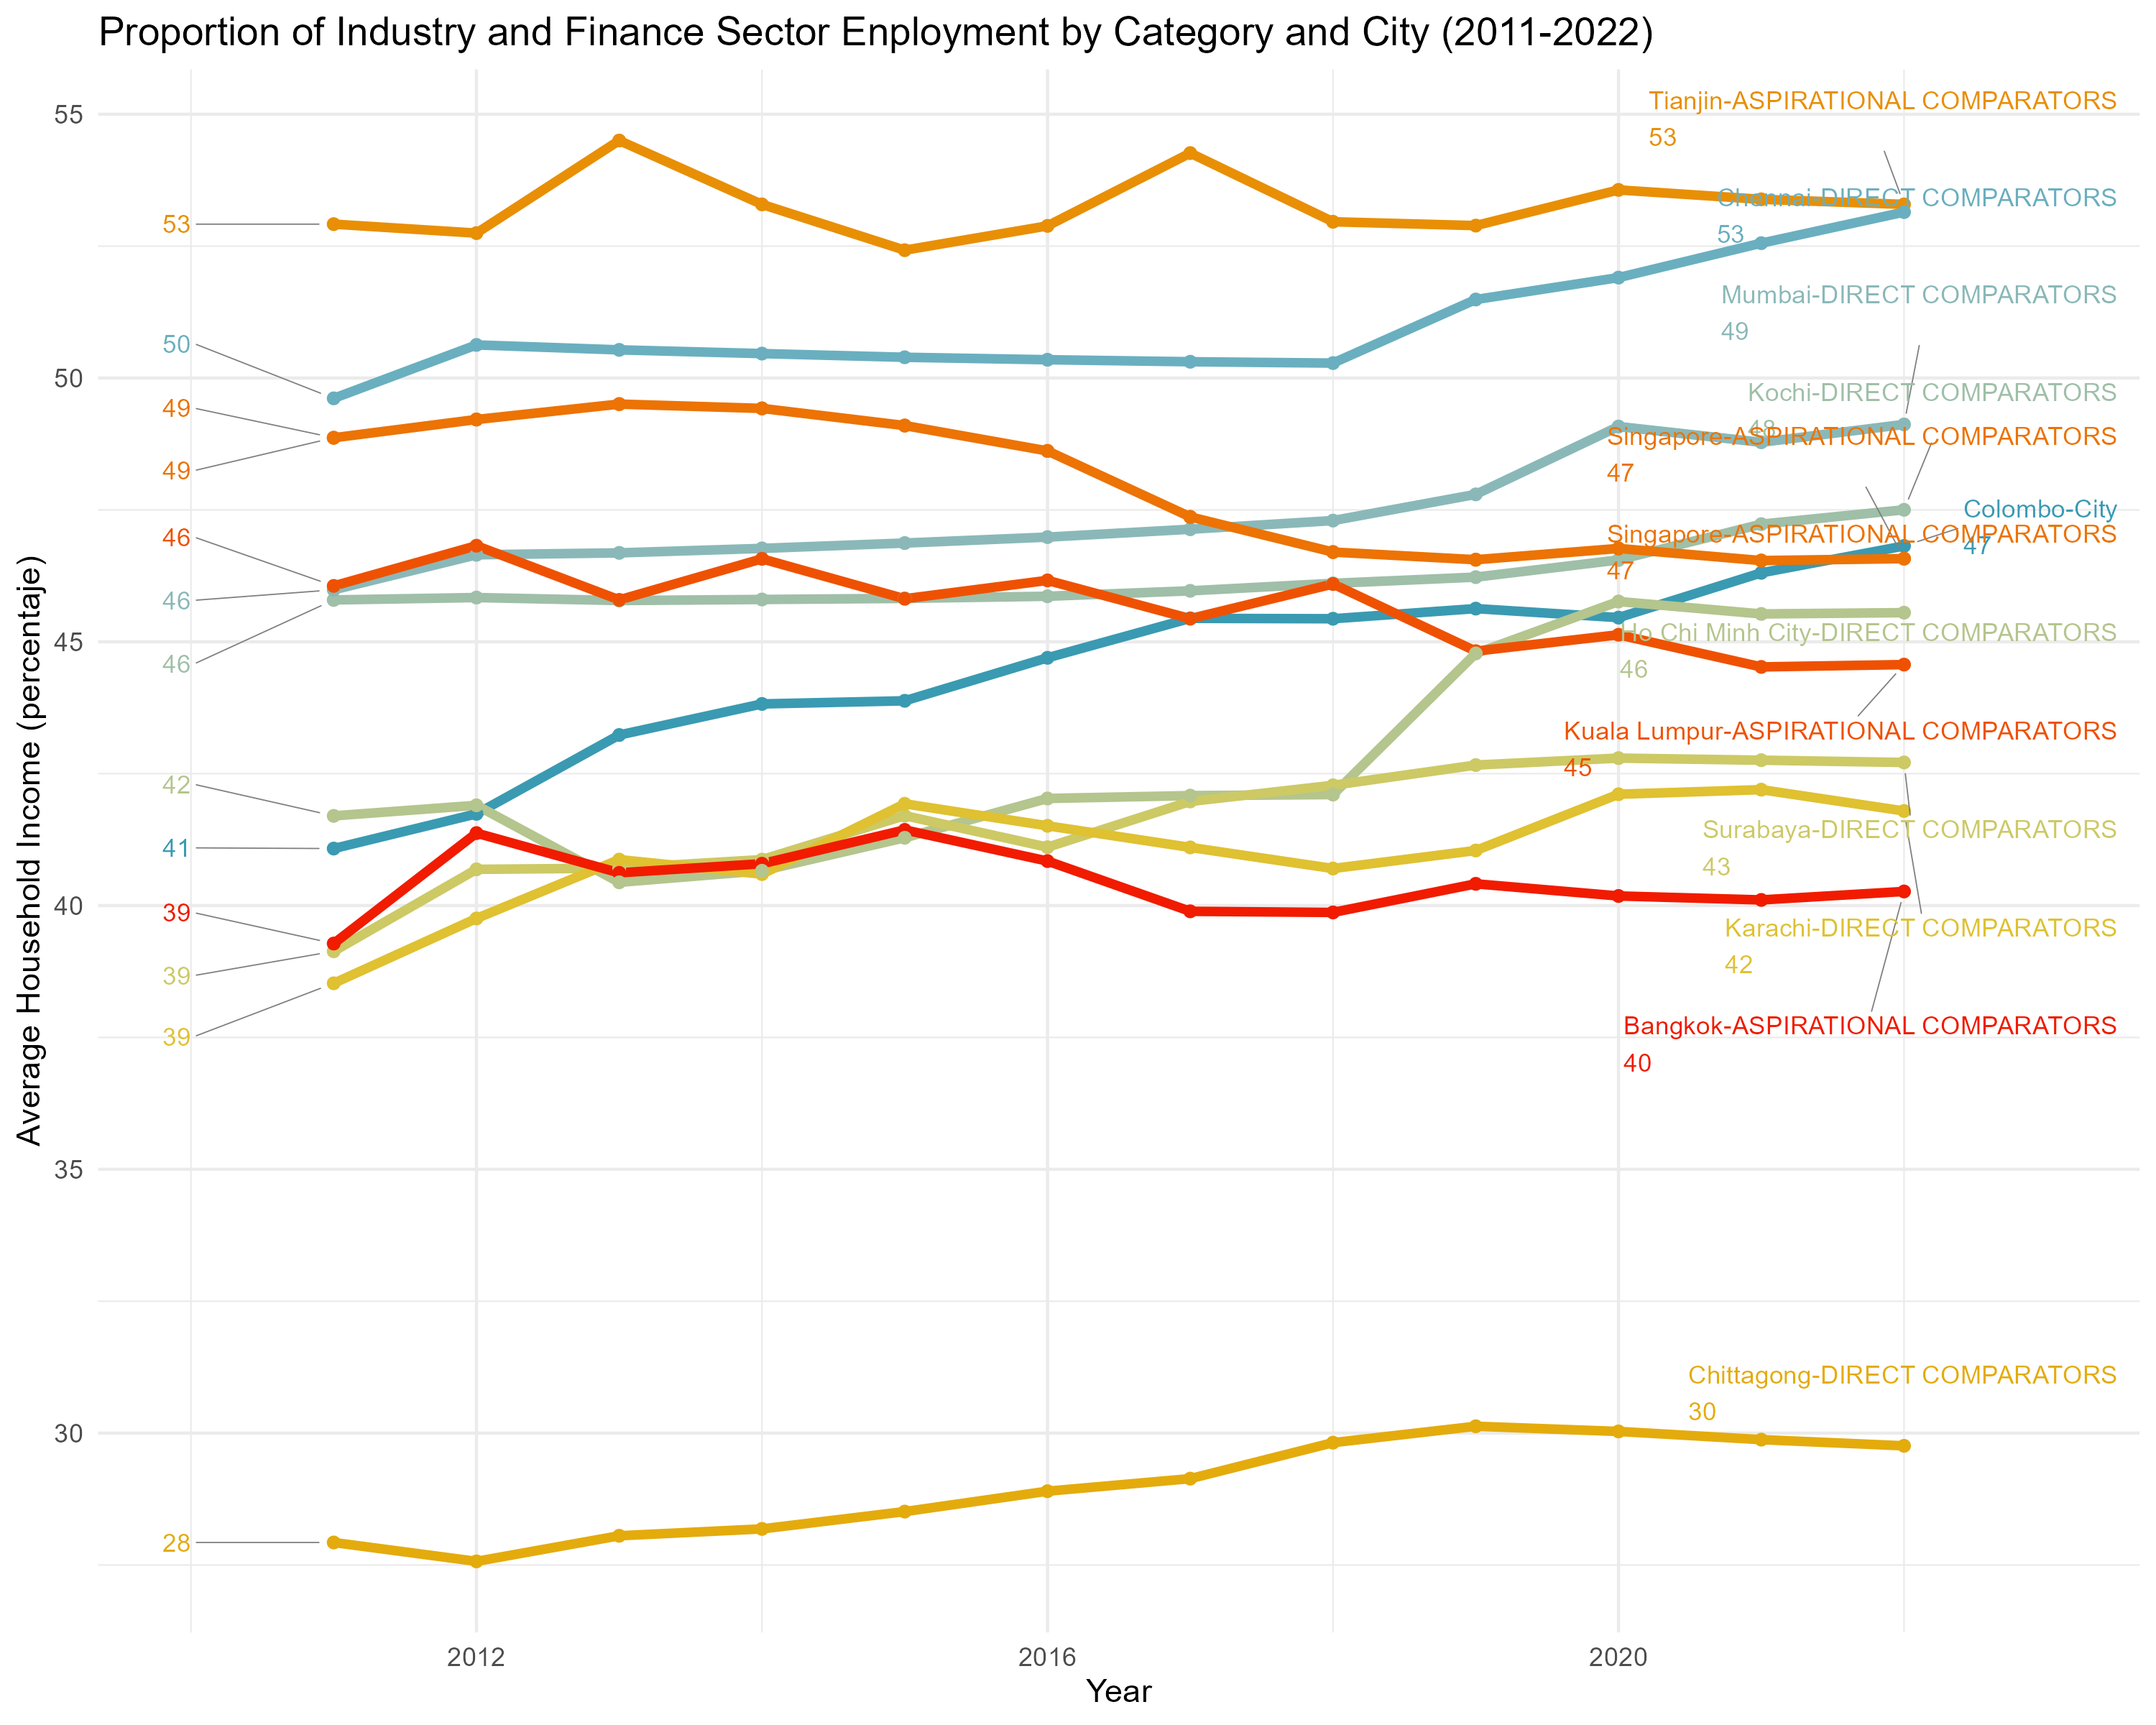 Proportion of Industry and Finance Sector Enployment by Category and City (2011-2022)
Average Household Income (percentaje)
55
50
45
40
35
30
53
50
49
49
46
46
46
42
41
39
39
39
28
Tianjin-ASPIRATIONAL COMPARATORS
53
Chennai-DIRECT COMPARATORS
53
Mumbai-DIRECT COMPARATORS
49
Kochi-DIRECT COMPARATORS
48
Singapore-ASPIRATIONAL COMPARATORS
47
Colombo-City
47
Singapore-ASPIRATIONAL COMPARATORS
47
Ho Chi Minh City-DIRECT COMPARATORS
46
Kuala Lumpur-ASPIRATIONAL COMPARATORS
45
Surabaya-DIRECT COMPARATORS
43
Karachi-DIRECT COMPARATORS
42
Bangkok-ASPIRATIONAL COMPARATORS
40
Chittagong-DIRECT COMPARATORS
30
2012
2016
2020
Year